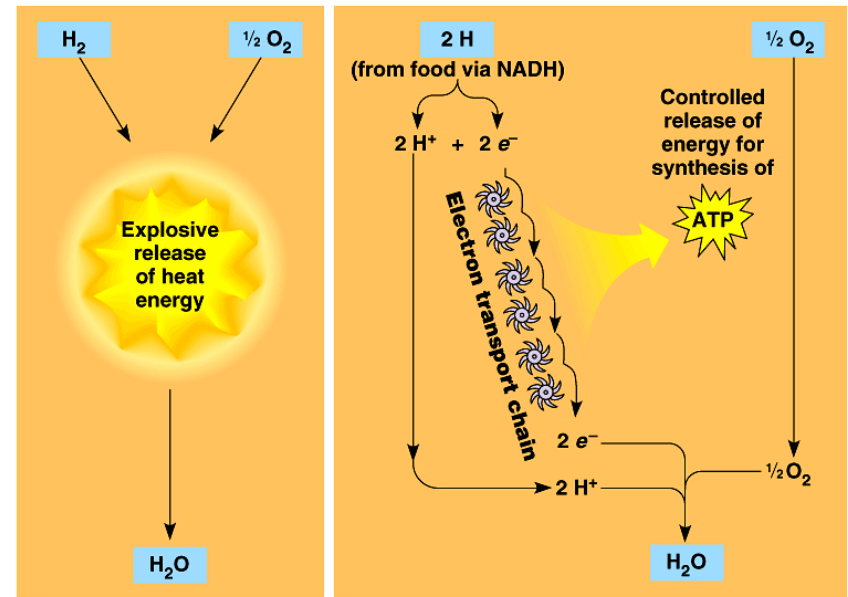 H₂
½ O₂
Explosive
release
of heat
energy
H₂O
2 H
(from food via NADH)
½ O₂
2 H⁺ + 2 e⁻
Controlled
release of
energy for
synthesis of
ATP
Electron transport chain
2 e⁻
2 H⁺
½ O₂
H₂O